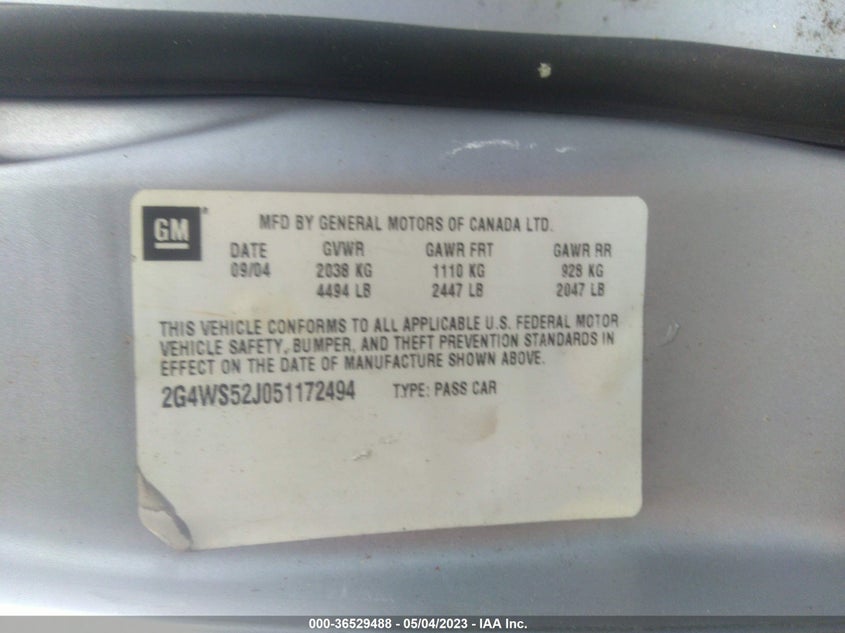 GM
MFD BY GENERAL MOTORS OF CANADA LTD.
DATE GVWR GAWR FRT GAWR RR
09/04 2038 KG 1110 KG 928 KG
4494 LB 2447 LB 2047 LB
THIS VEHICLE CONFORMS TO ALL APPLICABLE U.S. FEDERAL MOTOR
VEHICLE SAFETY, BUMPER, AND THEFT PREVENTION STANDARDS IN
EFFECT ON THE DATE OF MANUFACTURE SHOWN ABOVE.
2G4WS52J051172494 TYPE: PASS CAR
000-36529488 - 05/04/2023 - IAA Inc.